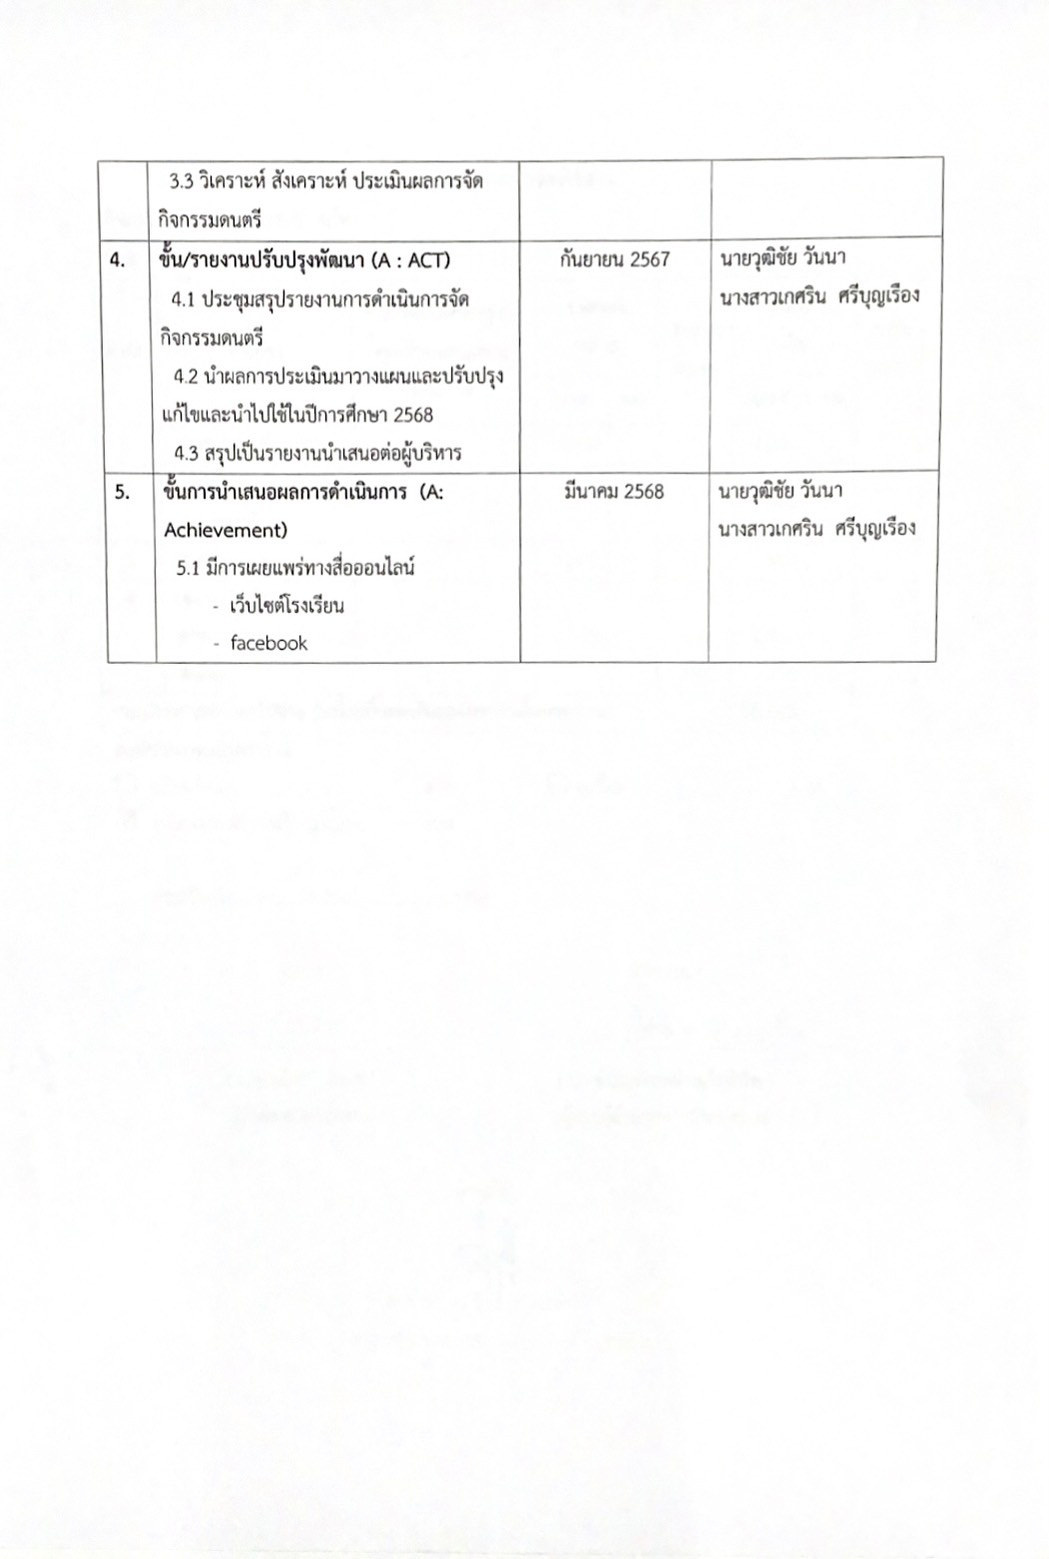 3.3 วิเคราะห์ สังเคราะห์ ประเมินผลการจัด
กิจกรรมดนตรี
4. ขั้น/รายงานปรับปรุงพัฒนา (A : ACT) กันยายน 2567 นายวุฒิชัย วันนา
4.1 ประชุมสรุปรายงานการดำเนินการจัด นางสาวเกศริน ศรีบุญเรือง
กิจกรรมดนตรี
4.2 นำผลการประเมินมาวางแผนและปรับปรุง
แก้ไขและนำไปใช้ในปีการศึกษา 2568
4.3 สรุปเป็นรายงานนำเสนอต่อผู้บริหาร
5. ขั้นการนำเสนอผลการดำเนินการ (A: มีนาคม 2568 นายวุฒิชัย วันนา
Achievement) นางสาวเกศริน ศรีบุญเรือง
5.1 มีการเผยแพร่ทางสื่อออนไลน์
- เว็บไซต์โรงเรียน
- facebook